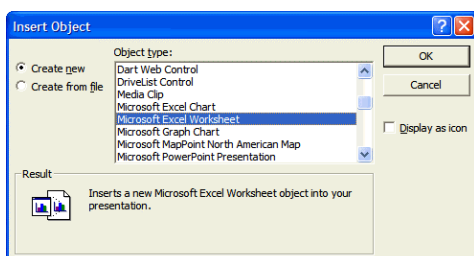 Insert Object
Object type:
Create new
Create from file
Dart Web Control
DriveList Control
Media Clip
Microsoft Excel Chart
Microsoft Excel Worksheet
Microsoft Graph Chart
Microsoft MapPoint North American Map
Microsoft PowerPoint Presentation
OK
Cancel
Display as icon
Result
Inserts a new Microsoft Excel Worksheet object into your
presentation.